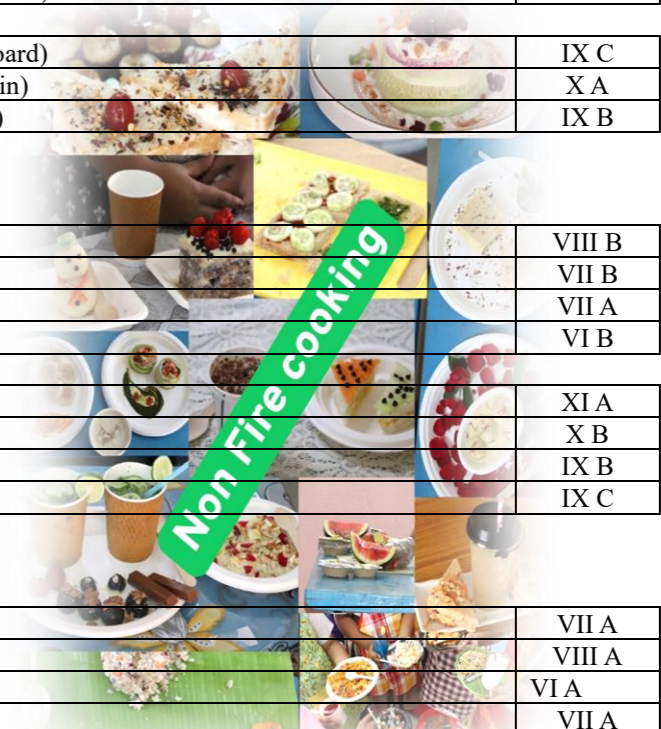 oard)
IX C
in)
X A
)
IX B
VIII B
VII B
VII A
VI B
Non Fire cooking
XI A
X B
IX B
IX C
VII A
VIII A
VI A
VII A